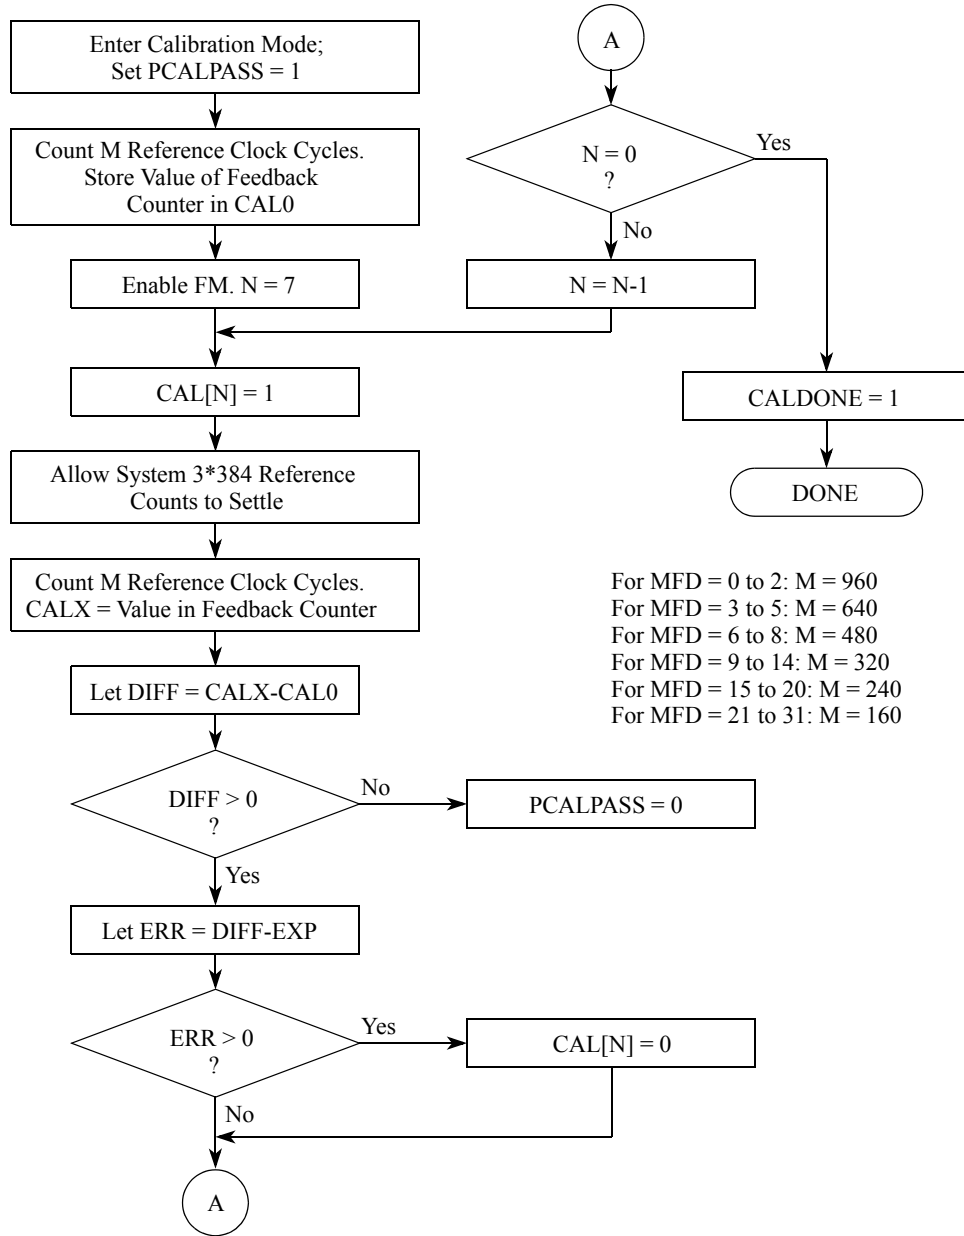 Enter Calibration Mode;
Set PCALPASS = 1
Count M Reference Clock Cycles.
Store Value of Feedback
Counter in CAL0
Enable FM. N = 7
CAL[N] = 1
Allow System 3*384 Reference
Counts to Settle
Count M Reference Clock Cycles.
CALX = Value in Feedback Counter
Let DIFF = CALX-CAL0
DIFF > 0
?
No
PCALPASS = 0
Yes
Let ERR = DIFF-EXP
ERR > 0
?
Yes
CAL[N] = 0
No
A
A
N = 0
?
Yes
No
N = N-1
CALDONE = 1
DONE
For MFD = 0 to 2: M = 960
For MFD = 3 to 5: M = 640
For MFD = 6 to 8: M = 480
For MFD = 9 to 14: M = 320
For MFD = 15 to 20: M = 240
For MFD = 21 to 31: M = 160